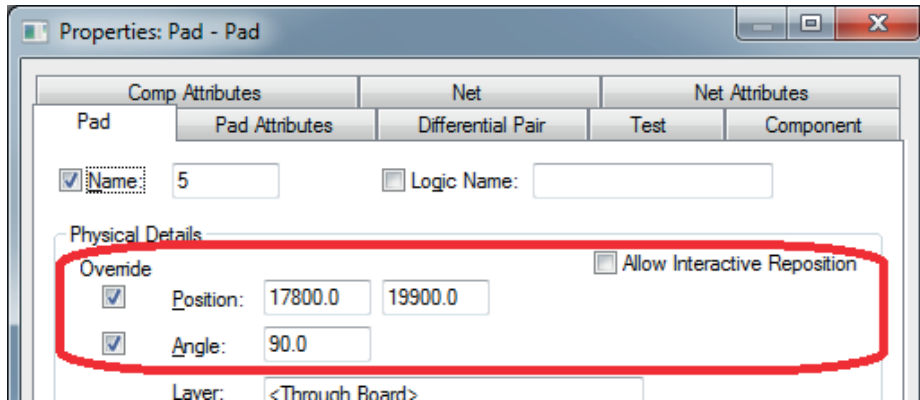 Properties: Pad - Pad
Comp Attributes Net Net Attributes
Pad Pad Attributes Differential Pair Test Component
Name: 5 Logic Name:
Physical Details
Override Allow Interactive Reposition
Position: 17800.0 19900.0
Angle: 90.0
Layer: <Through Board>